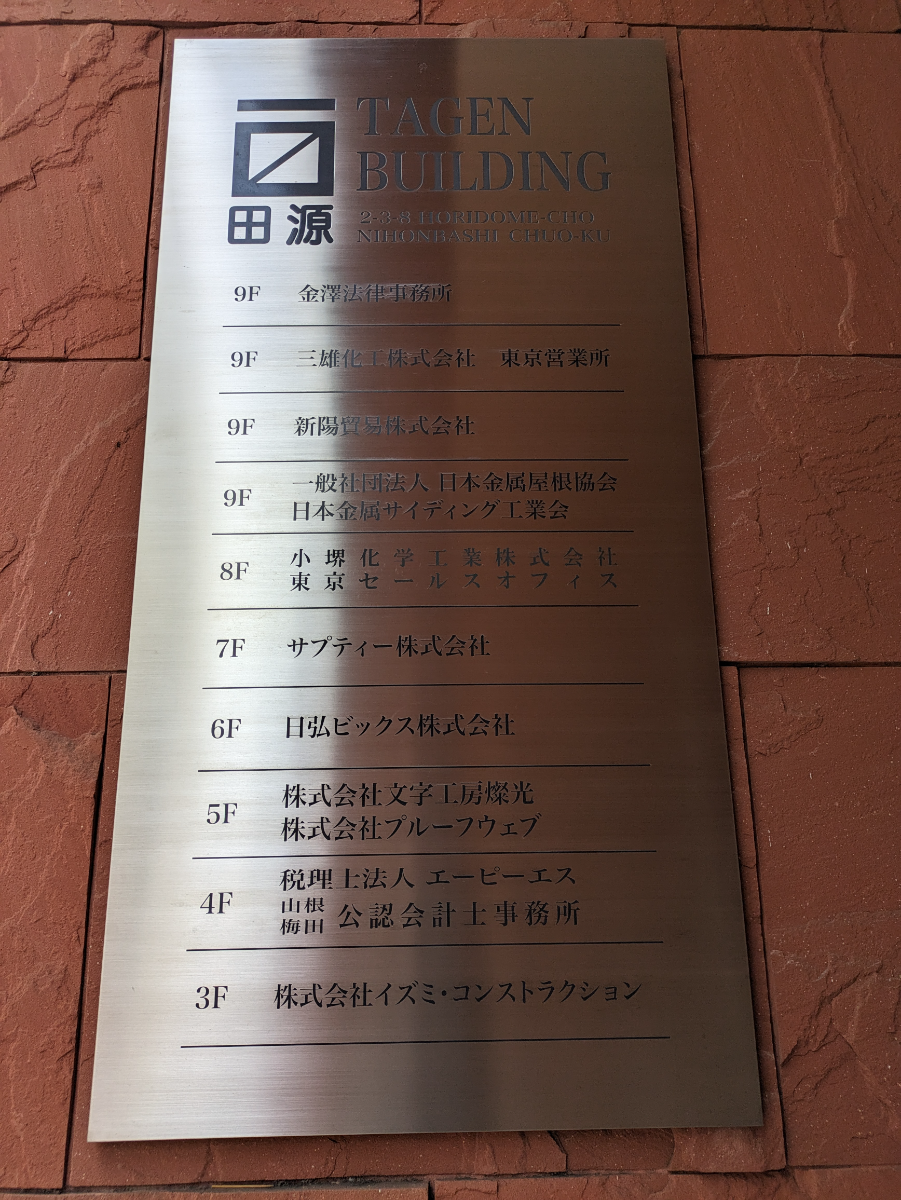 TAGEN
BUILDING
田源
2-3-8 HORIDOME-CHO
NIHONBASHI CHUO-KU
9F 金澤法律事務所
9F 三雄化工株式会社 東京営業所
9F 新陽貿易株式会社
9F 一般社団法人 日本金属屋根協会
日本金属サイディング工業会
8F 小堺化学工業株式会社
東京セールスオフィス
7F サプティー株式会社
6F 日弘ビックス株式会社
5F 株式会社文字工房燦光
株式会社プルーフウェブ
4F 税理士法人 エーピーエス
山根
梅田 公認会計士事務所
3F 株式会社イズミ・コンストラクション